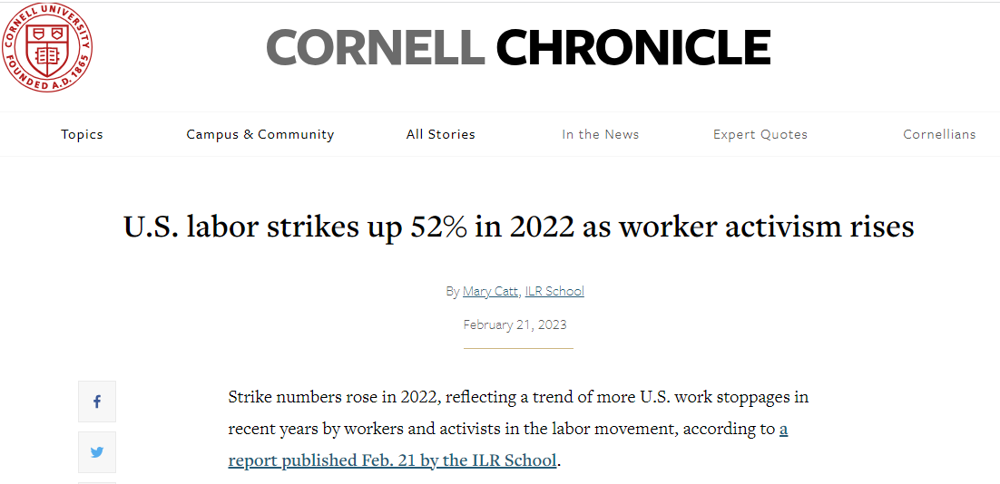 CORNELL UNIVERSITY
FOUNDED A.D. 1865
CORNELL CHRONICLE
Topics
Campus & Community
All Stories
In the News
Expert Quotes
Cornellians
U.S. labor strikes up 52% in 2022 as worker activism rises
By Mary Catt, ILR School
February 21, 2023
Strike numbers rose in 2022, reflecting a trend of more U.S. work stoppages in
recent years by workers and activists in the labor movement, according to a
report published Feb. 21 by the ILR School.